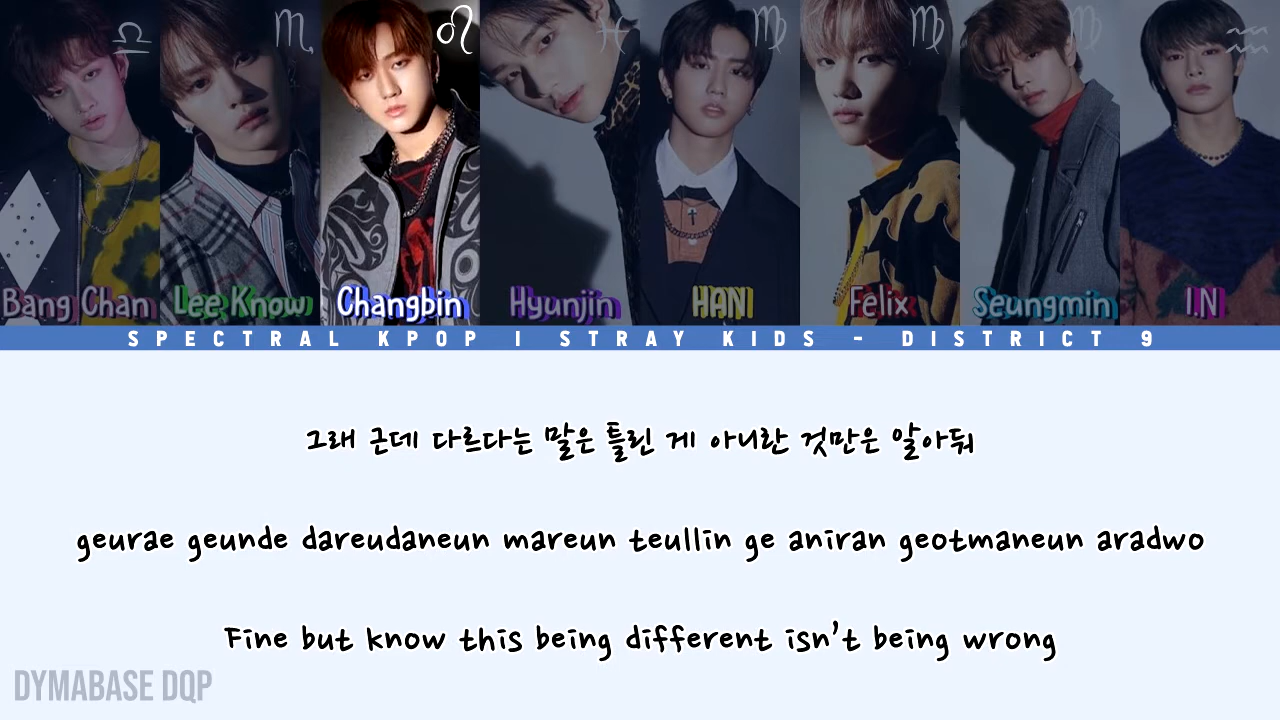 Bang Chan
Lee Know
Changbin
Hyunjin
HAN
Felix
Seungmin
I.N
SPECTRAL KPOP | STRAY KIDS - DISTRICT 9
그래 근데 다르다는 말은 틀린 게 아니란 것만은 알아둬
geurae geunde dareudaneun mareun teullin ge aniran geotmaneun aradwo
Fine but know this being different isn't being wrong
DYMABASE DQP